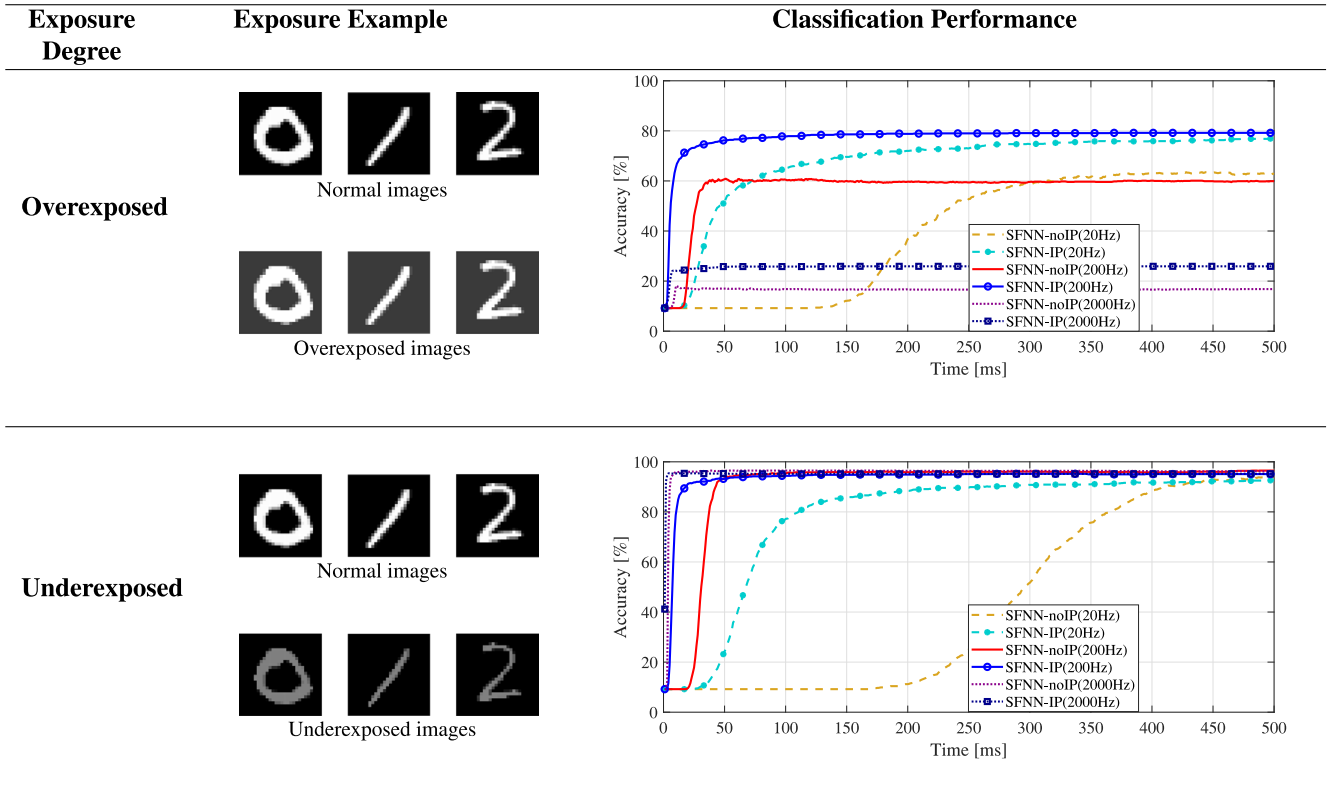 Exposure Degree
Exposure Example
Classification Performance
Overexposed
Normal images
Overexposed images
100
80
60
40
20
0
Accuracy [%]
SFNN-noIP(20Hz)
SFNN-IP(20Hz)
SFNN-noIP(200Hz)
SFNN-IP(200Hz)
SFNN-noIP(2000Hz)
SFNN-IP(2000Hz)
0 50 100 150 200 250 300 350 400 450 500
Time [ms]
Underexposed
Normal images
Underexposed images
100
80
60
40
20
0
Accuracy [%]
SFNN-noIP(20Hz)
SFNN-IP(20Hz)
SFNN-noIP(200Hz)
SFNN-IP(200Hz)
SFNN-noIP(2000Hz)
SFNN-IP(2000Hz)
0 50 100 150 200 250 300 350 400 450 500
Time [ms]